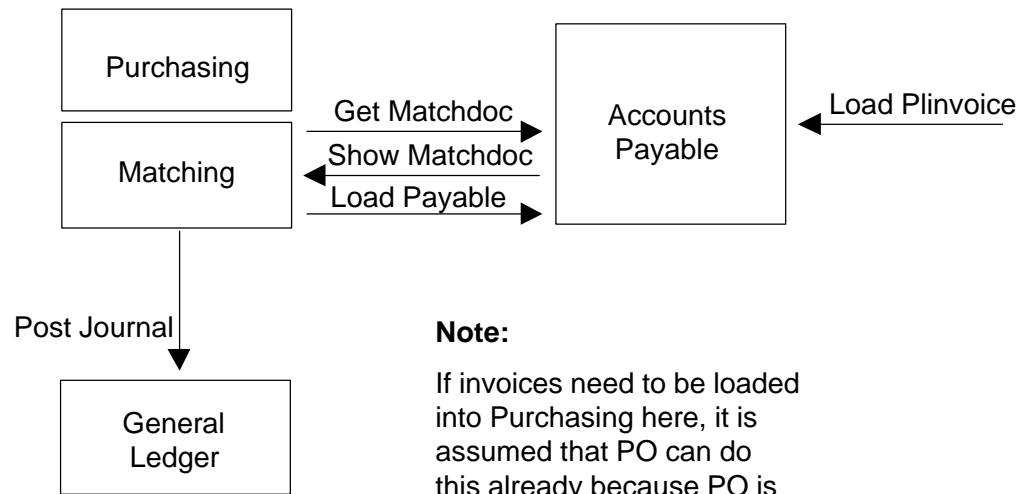 Purchasing
Get Matchdoc
Accounts
Payable
Load Plinvoice
Matching
Show Matchdoc
Load Payable
Post Journal
Note:
If invoices need to be loaded
into Purchasing here, it is
assumed that PO can do
this already because PO is
General
Ledger